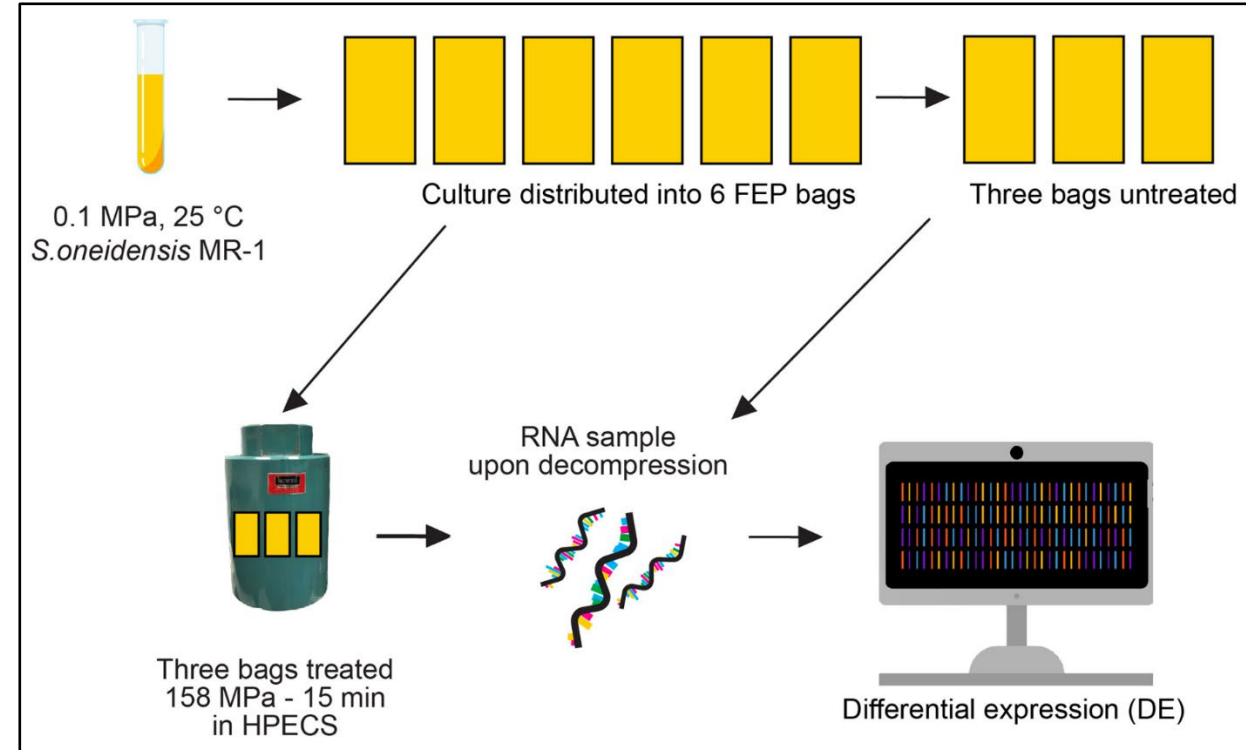 0.1 MPa, 25 °C
S.oneidensis MR-1
Culture distributed into 6 FEP bags
Three bags untreated
RNA sample
upon decompression
Three bags treated
158 MPa - 15 min
in HPECS
Differential expression (DE)